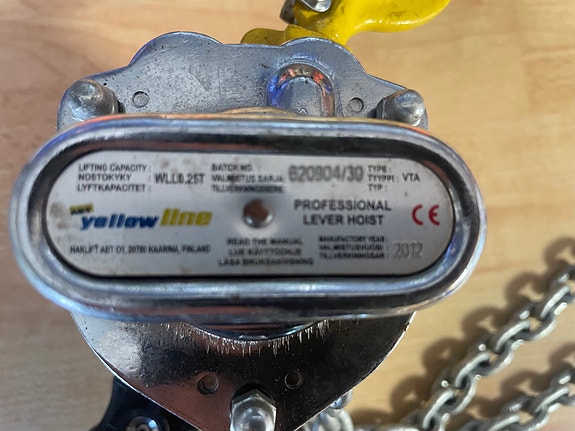 LIFTING CAPACITY :
NOSTOKYKY :
LYFTKAPACITET :
WLL0.25T
BATCH NO. :
VALMISTUS SARJA :
TILLVERKNINGSSERIE :
820904/30
TYPE :
TYYPPI : VTA
TYP :
yellow line
HAKLIFT ABT OY, 20780 KAARINA, FINLAND
PROFESSIONAL
LEVER HOIST
CE
READ THE MANUAL
LUE KÄYTTÖOHJE
LÄSA BRUKSANVISNING
MANUFACTORY YEAR :
VALMISTUSVUOSI :
TILLVERKNINGSÅR :
2012